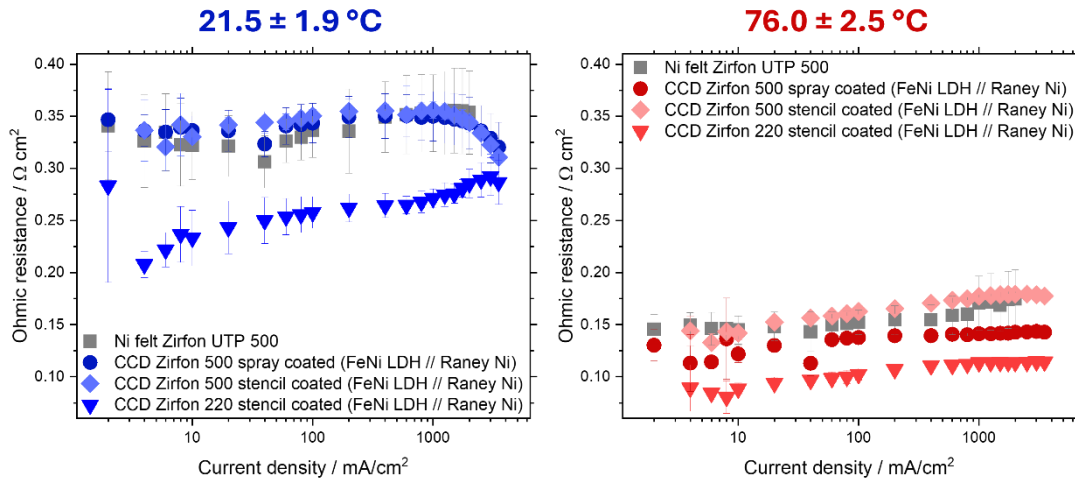 21.5 ± 1.9 °C
0.40
0.35
0.30
0.25
0.20
0.15
0.10
Ohmic resistance / Ω cm²
Ni felt Zirfon UTP 500
CCD Zirfon 500 spray coated (FeNi LDH // Raney Ni)
CCD Zirfon 500 stencil coated (FeNi LDH // Raney Ni)
CCD Zirfon 220 stencil coated (FeNi LDH // Raney Ni)
10
100
1000
Current density / mA/cm²
76.0 ± 2.5 °C
0.40
0.35
0.30
0.25
0.20
0.15
0.10
Ohmic resistance / Ω cm²
Ni felt Zirfon UTP 500
CCD Zirfon 500 spray coated (FeNi LDH // Raney Ni)
CCD Zirfon 500 stencil coated (FeNi LDH // Raney Ni)
CCD Zirfon 220 stencil coated (FeNi LDH // Raney Ni)
10
100
1000
Current density / mA/cm²